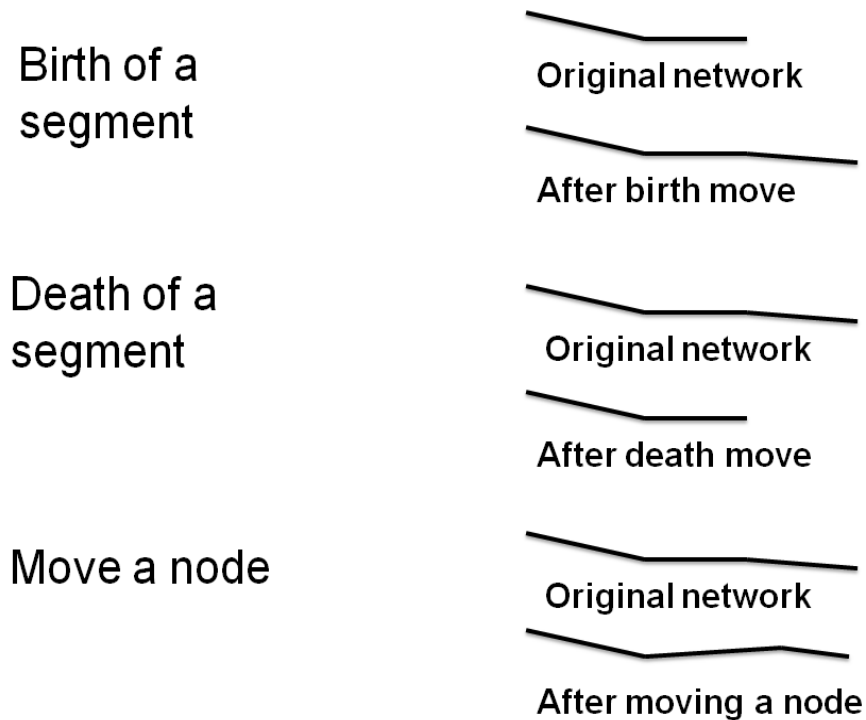 Birth of a
segment
Original network
After birth move
Death of a
segment
Original network
After death move
Move a node
Original network
After moving a node